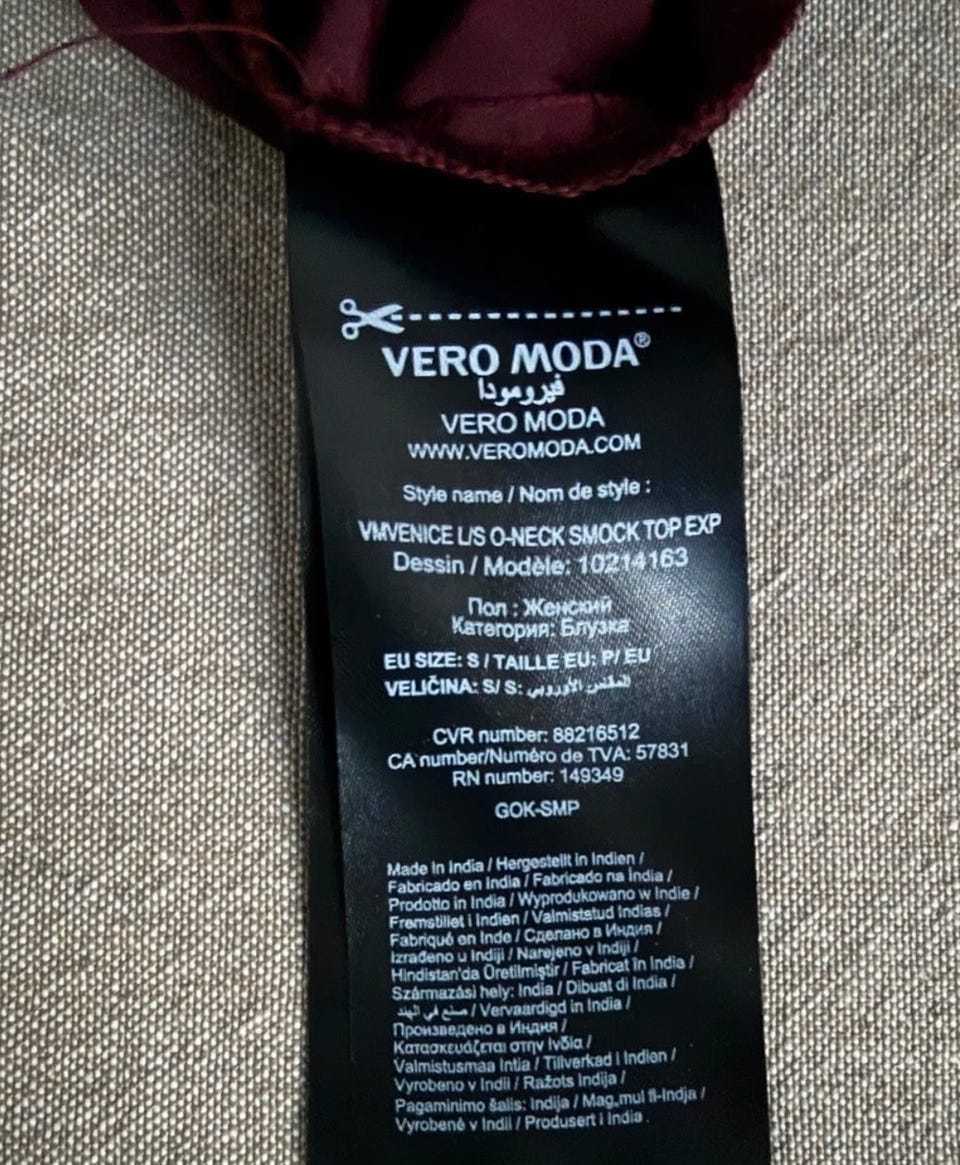 VERO MODA®
فيرومودا
VERO MODA
WWW.VEROMODA.COM
Style name / Nom de style :
VMVENICE L/S O-NECK SMOCK TOP EXP
Dessin / Modèle: 10214163
Пол : Женский
Категория: Блузка
EU SIZE: S / TAILLE EU: P/ EU
VELIČINA: S/ S: المقاس الأوروبي
CVR number: 88216512
CA number/Numéro de TVA: 57831
RN number: 149349
GOK-SMP
Made in India / Hergestellt in Indien /
Fabricado en India / Fabricado na Índia /
Prodotto in India / Wyprodukowano w Indie /
Fremstillet i Indien / Valmistatud Indias /
Fabriqué en Inde / Сделано в Индия /
Izrađeno u Indiji / Narejeno v Indiji /
Hindistan'da Üretilmiştir / Fabricat în India /
Származási hely: India / Dibuat di India /
صنع في الهند / Vervaardigd in India /
Произведено в Индия /
Κατασκευάζεται στην Ινδία /
Valmistusmaa Intia / Tillverkad i Indien /
Vyrobeno v Indii / Ražots Indija /
Pagaminimo šalis: Indija / Mag,mul fl-Indja /
Vyrobené v Indii / Produsert i India